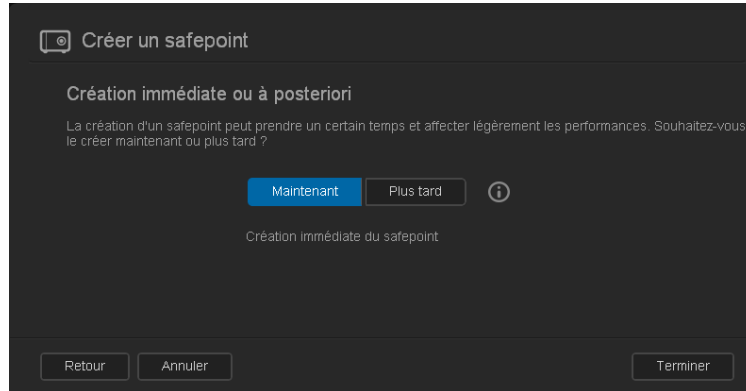 Créer un safepoint
Création immédiate ou à posteriori
La création d'un safepoint peut prendre un certain temps et affecter légèrement les performances. Souhaitez-vous
le créer maintenant ou plus tard ?
Maintenant Plus tard
Création immédiate du safepoint
Retour Annuler Terminer